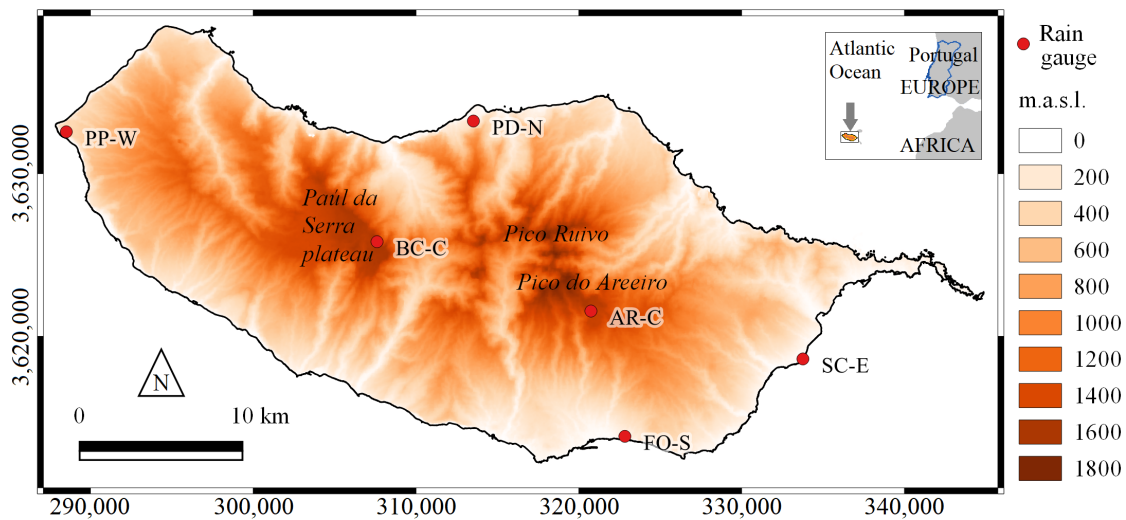 Atlantic
Ocean
Portugal
EUROPE
AFRICA
Rain
gauge
m.a.s.l.
0
200
400
600
800
1000
1200
1400
1600
1800
PP-W
PD-N
Paúl da
Serra
plateau
BC-C
Pico Ruivo
Pico do Areeiro
AR-C
SC-E
FO-S
N
0 10 km
3,630,000
3,620,000
290,000 300,000 310,000 320,000 330,000 340,000